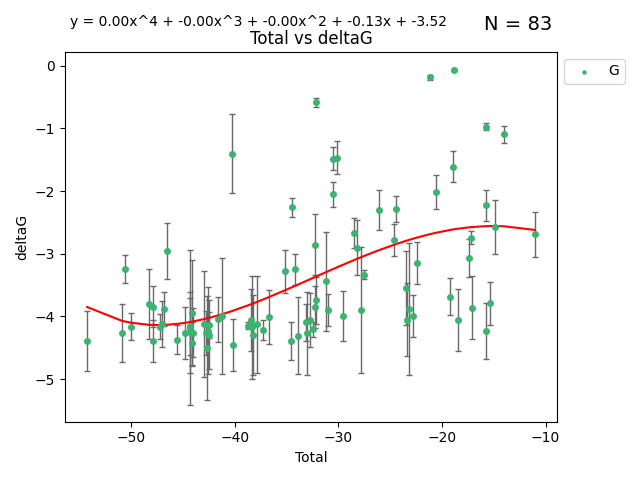 y = 0.00x^4 + -0.00x^3 + -0.00x^2 + -0.13x + -3.52
N = 83
Total vs deltaG
G
0
−1
−2
−3
−4
−5
deltaG
−50
−40
−30
−20
−10
Total